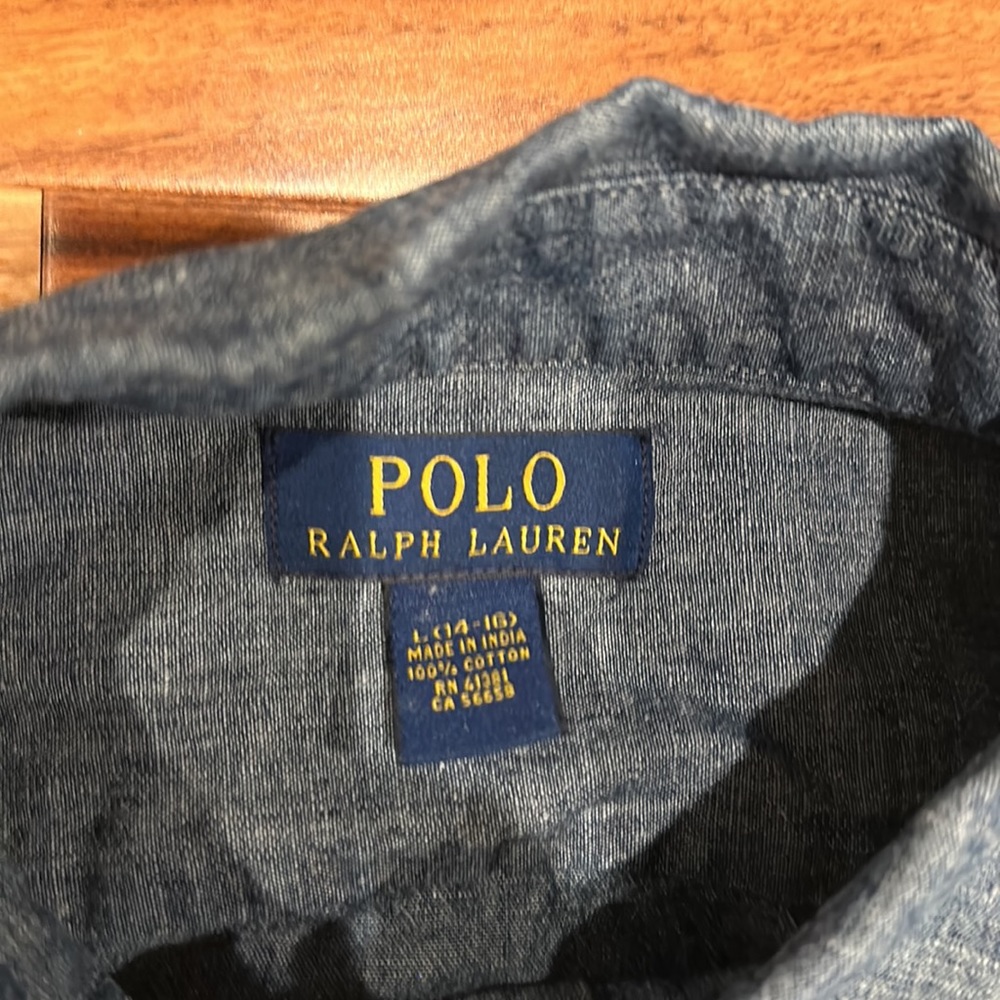 POLO
RALPH LAUREN
L (14-16)
MADE IN INDIA
100% COTTON
RN 41381
CA 56658